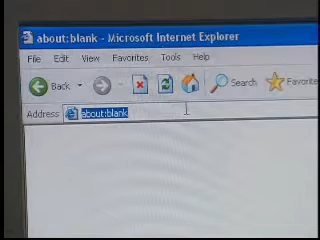 about:blank - Microsoft Internet Explorer
File Edit View Favorites Tools Help
Back Search Favorite
Address about:blank